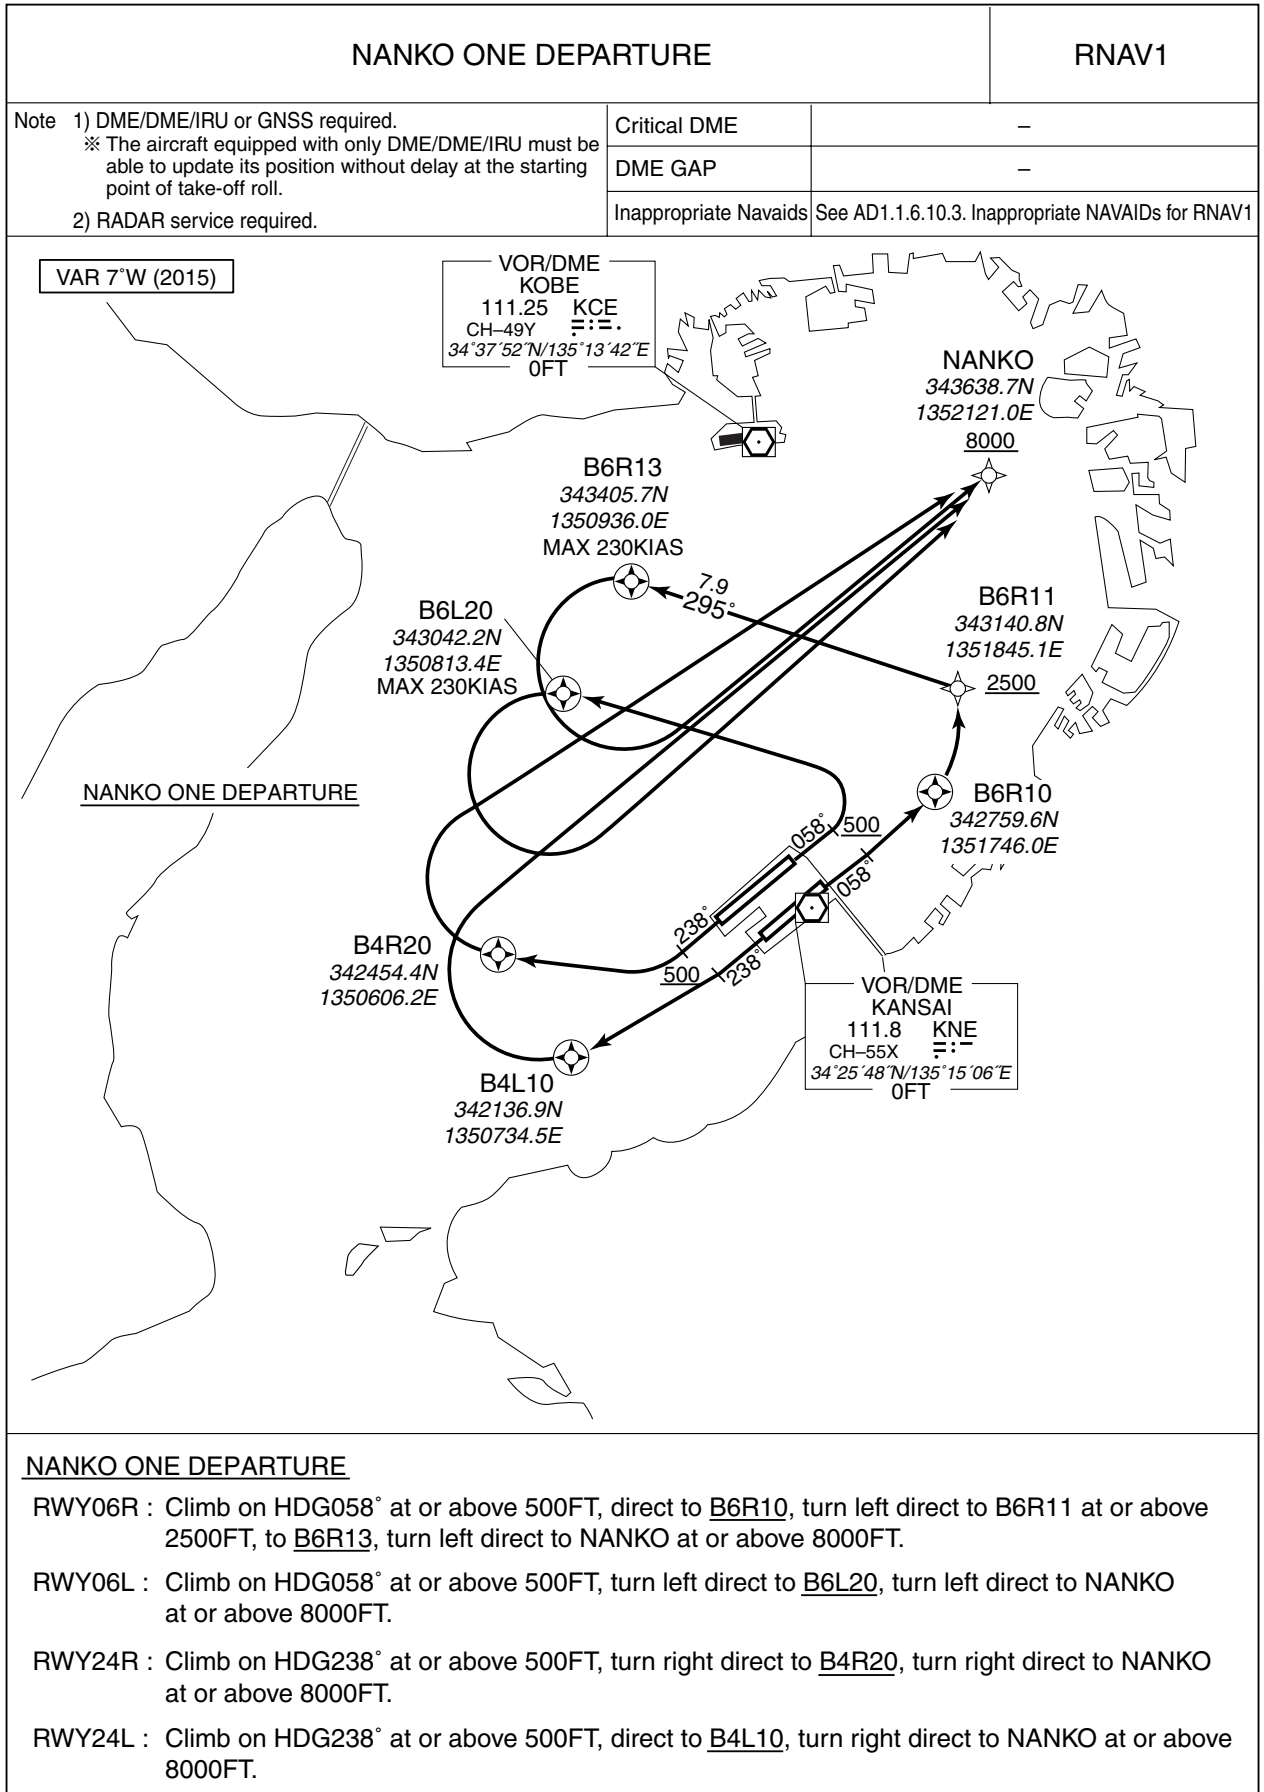 NANKO ONE DEPARTURE
RNAV1
Note 1) DME/DME/IRU or GNSS required.
※ The aircraft equipped with only DME/DME/IRU must be
able to update its position without delay at the starting
point of take-off roll.
2) RADAR service required.
Critical DME –
DME GAP –
Inappropriate Navaids See AD1.1.6.10.3. Inappropriate NAVAIDs for RNAV1
VAR 7°W (2015)
VOR/DME
KOBE
111.25 KCE
CH–49Y
34°37´52˝N/135°13´42˝E
0FT
NANKO
343638.7N
1352121.0E
8000
B6R13
343405.7N
1350936.0E
MAX 230KIAS
7.9
295°
B6L20
343042.2N
1350813.4E
MAX 230KIAS
B6R11
343140.8N
1351845.1E
2500
NANKO ONE DEPARTURE
B6R10
342759.6N
1351746.0E
058° 500
058°
238°
500
238°
B4R20
342454.4N
1350606.2E
VOR/DME
KANSAI
111.8 KNE
CH–55X
34°25´48˝N/135°15´06˝E
0FT
B4L10
342136.9N
1350734.5E
NANKO ONE DEPARTURE
RWY06R : Climb on HDG058° at or above 500FT, direct to B6R10, turn left direct to B6R11 at or above
2500FT, to B6R13, turn left direct to NANKO at or above 8000FT.
RWY06L : Climb on HDG058° at or above 500FT, turn left direct to B6L20, turn left direct to NANKO
at or above 8000FT.
RWY24R : Climb on HDG238° at or above 500FT, turn right direct to B4R20, turn right direct to NANKO
at or above 8000FT.
RWY24L : Climb on HDG238° at or above 500FT, direct to B4L10, turn right direct to NANKO at or above
8000FT.